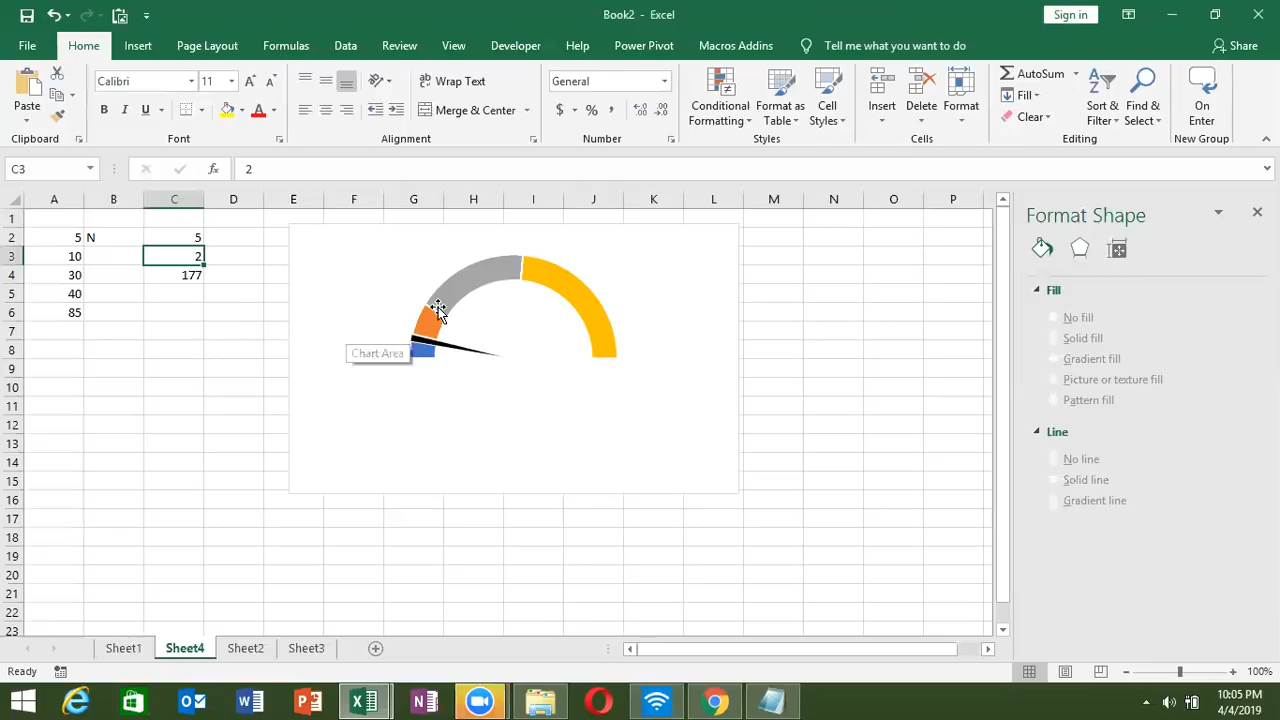 Book2 - Excel
Sign in
File Home Insert Page Layout Formulas Data Review View Developer Help Power Pivot Macros Addins Tell me what you want to do Share
Paste
Clipboard
Calibri 11
B I U A
Font
Wrap Text
Merge & Center
Alignment
General
$ % ,
Number
Conditional Formatting
Format as Table
Cell Styles
Styles
Insert
Delete
Format
Cells
AutoSum
Fill
Clear
Sort & Filter
Find & Select
Editing
On Enter
New Group
C3 fx 2
A B C D E F G H I J K L M N O P
1
2 5 N 5
3 10 2
4 30 177
5 40
6 85
7
8
9
10
11
12
13
14
15
16
17
18
19
20
21
22
23
Chart Area
Format Shape
Fill
No fill
Solid fill
Gradient fill
Picture or texture fill
Pattern fill
Line
No line
Solid line
Gradient line
Sheet1 Sheet4 Sheet2 Sheet3
Ready
100%
10:05 PM
4/4/2019